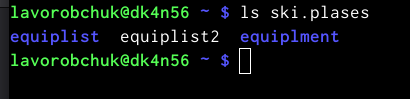 lavorobchuk@dk4n56 ~ $ ls ski.plases
equiplist equiplist2 equiplment
lavorobchuk@dk4n56 ~ $